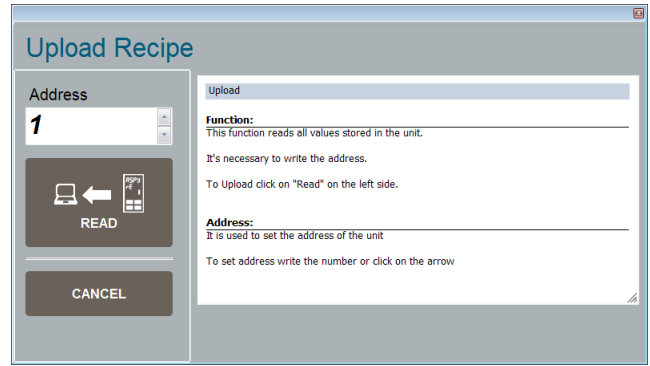 Upload Recipe
Address
1
READ
CANCEL
Upload
Function:
This function reads all values stored in the unit.
It's necessary to write the address.
To Upload click on "Read" on the left side.
Address:
It is used to set the address of the unit
To set address write the number or click on the arrow